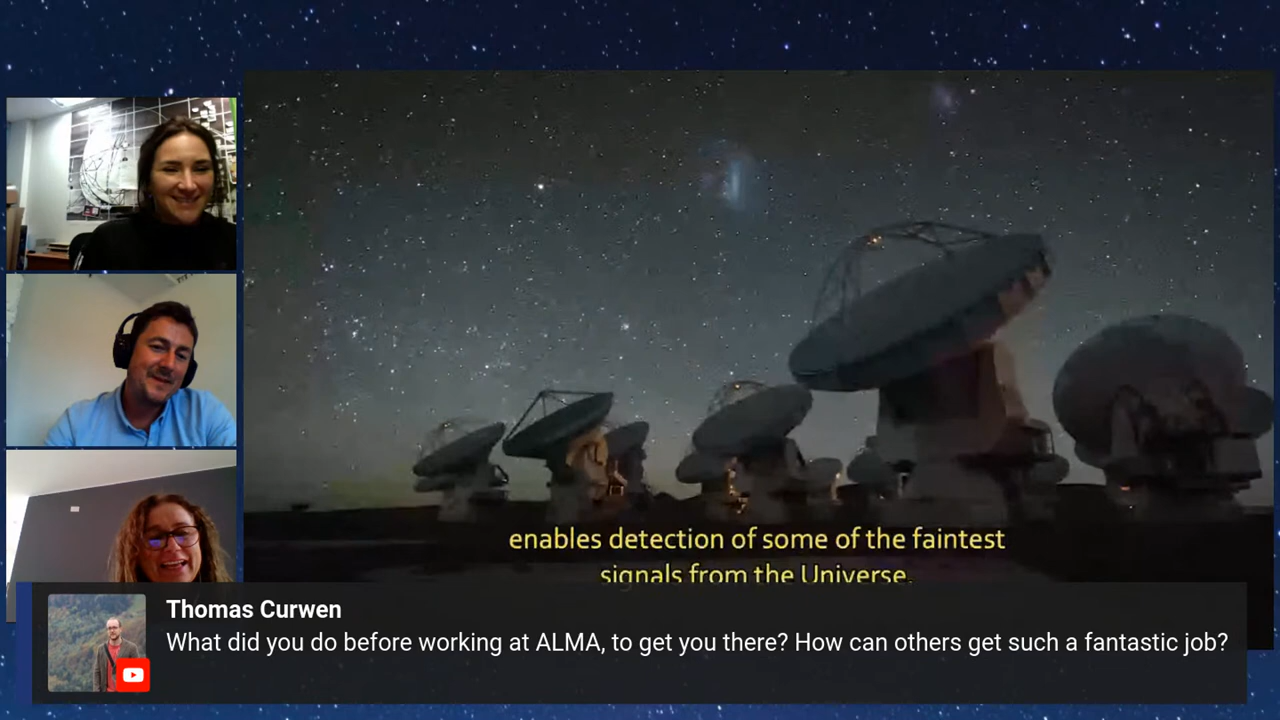 enables detection of some of the faintest
signals from the Universe.
Thomas Curwen
What did you do before working at ALMA, to get you there? How can others get such a fantastic job?